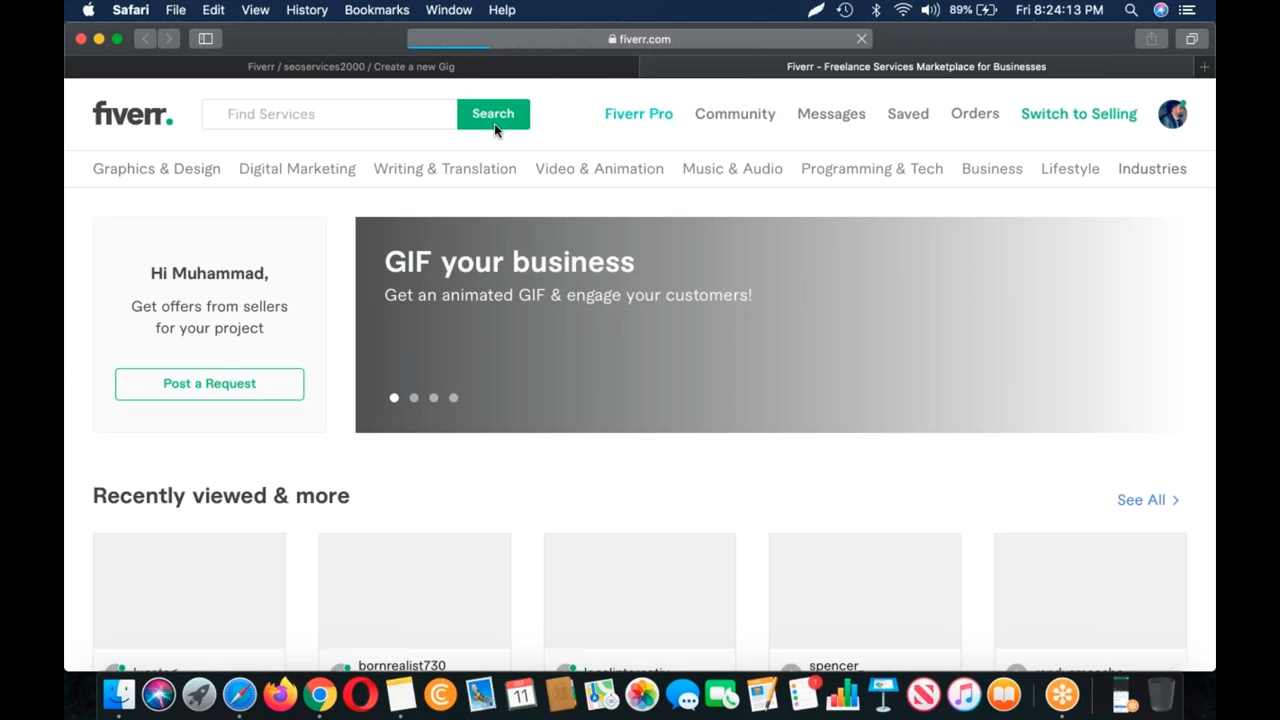 Safari File Edit View History Bookmarks Window Help 89% Fri 8:24:13 PM
fiverr.com
Fiverr / seoservices2000 / Create a new Gig
Fiverr - Freelance Services Marketplace for Businesses
fiverr.
Find Services
Search
Fiverr Pro Community Messages Saved Orders Switch to Selling
Graphics & Design Digital Marketing Writing & Translation Video & Animation Music & Audio Programming & Tech Business Lifestyle Industries
Hi Muhammad,
Get offers from sellers
for your project
Post a Request
GIF your business
Get an animated GIF & engage your customers!
Recently viewed & more
See All
bornrealist730
spencer
11
1